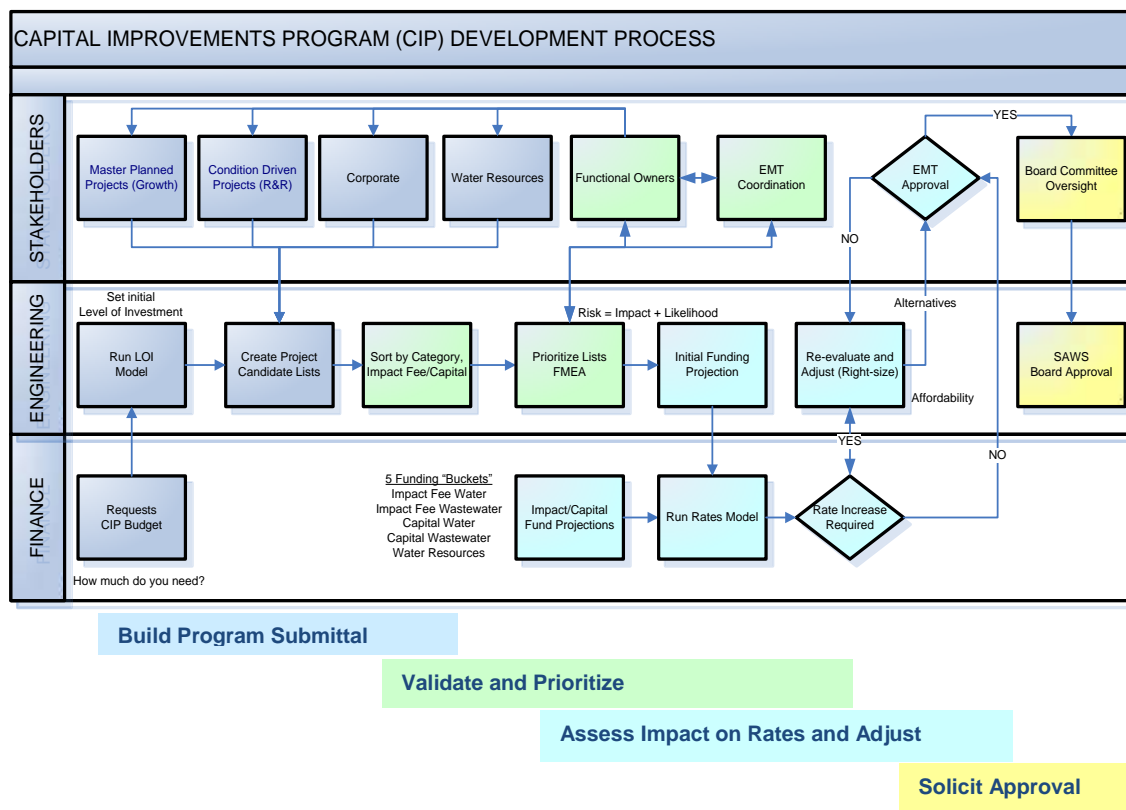 CAPITAL IMPROVEMENTS PROGRAM (CIP) DEVELOPMENT PROCESS
STAKEHOLDERS
Master Planned
Projects (Growth)
Condition Driven
Projects (R&R)
Corporate
Water Resources
Functional Owners
EMT
Coordination
EMT
Approval
YES
Board Committee
Oversight
NO
ENGINEERING
Set initial
Level of Investment
Run LOI
Model
Create Project
Candidate Lists
Sort by Category,
Impact Fee/Capital
Risk = Impact + Likelihood
Prioritize Lists
FMEA
Initial Funding
Projection
Alternatives
Re-evaluate and
Adjust (Right-size)
Affordability
SAWS
Board Approval
FINANCE
YES
NO
Requests
CIP Budget
How much do you need?
5 Funding “Buckets”
Impact Fee Water
Impact Fee Wastewater
Capital Water
Capital Wastewater
Water Resources
Impact/Capital
Fund Projections
Run Rates Model
Rate Increase
Required
Build Program Submittal
Validate and Prioritize
Assess Impact on Rates and Adjust
Solicit Approval